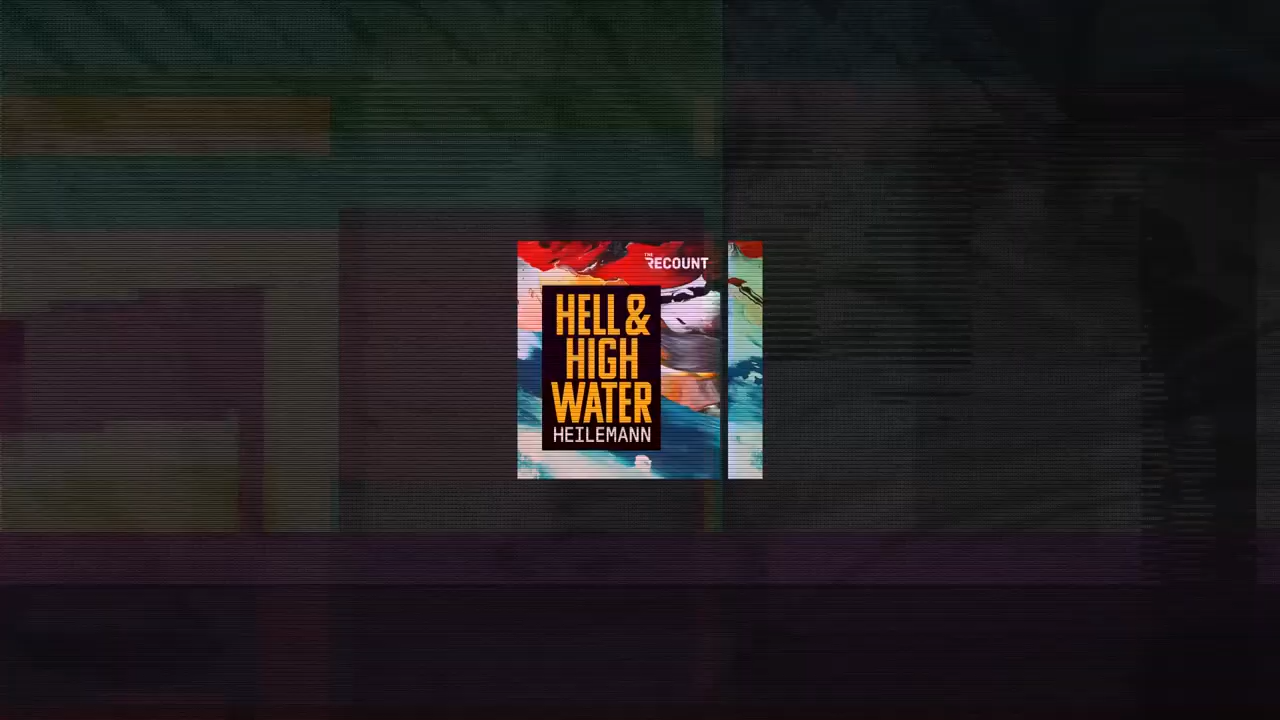 THE
RECOUNT
HELL &
HIGH
WATER
HEILEMANN